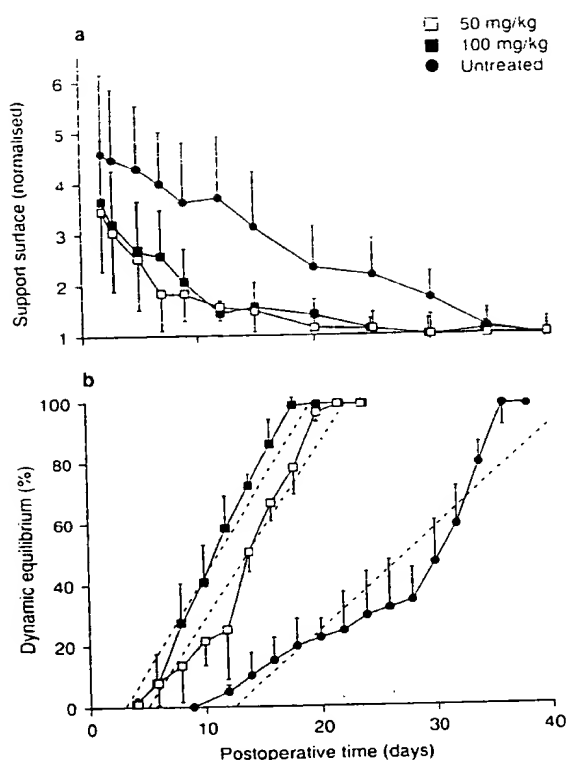 50 mg/kg
100 mg/kg
Untreated
a
6
5
4
3
2
1
Support surface (normalised)
b
100
80
60
40
20
0
Dynamic equilibrium (%)
0 10 20 30 40
Postoperative time (days)